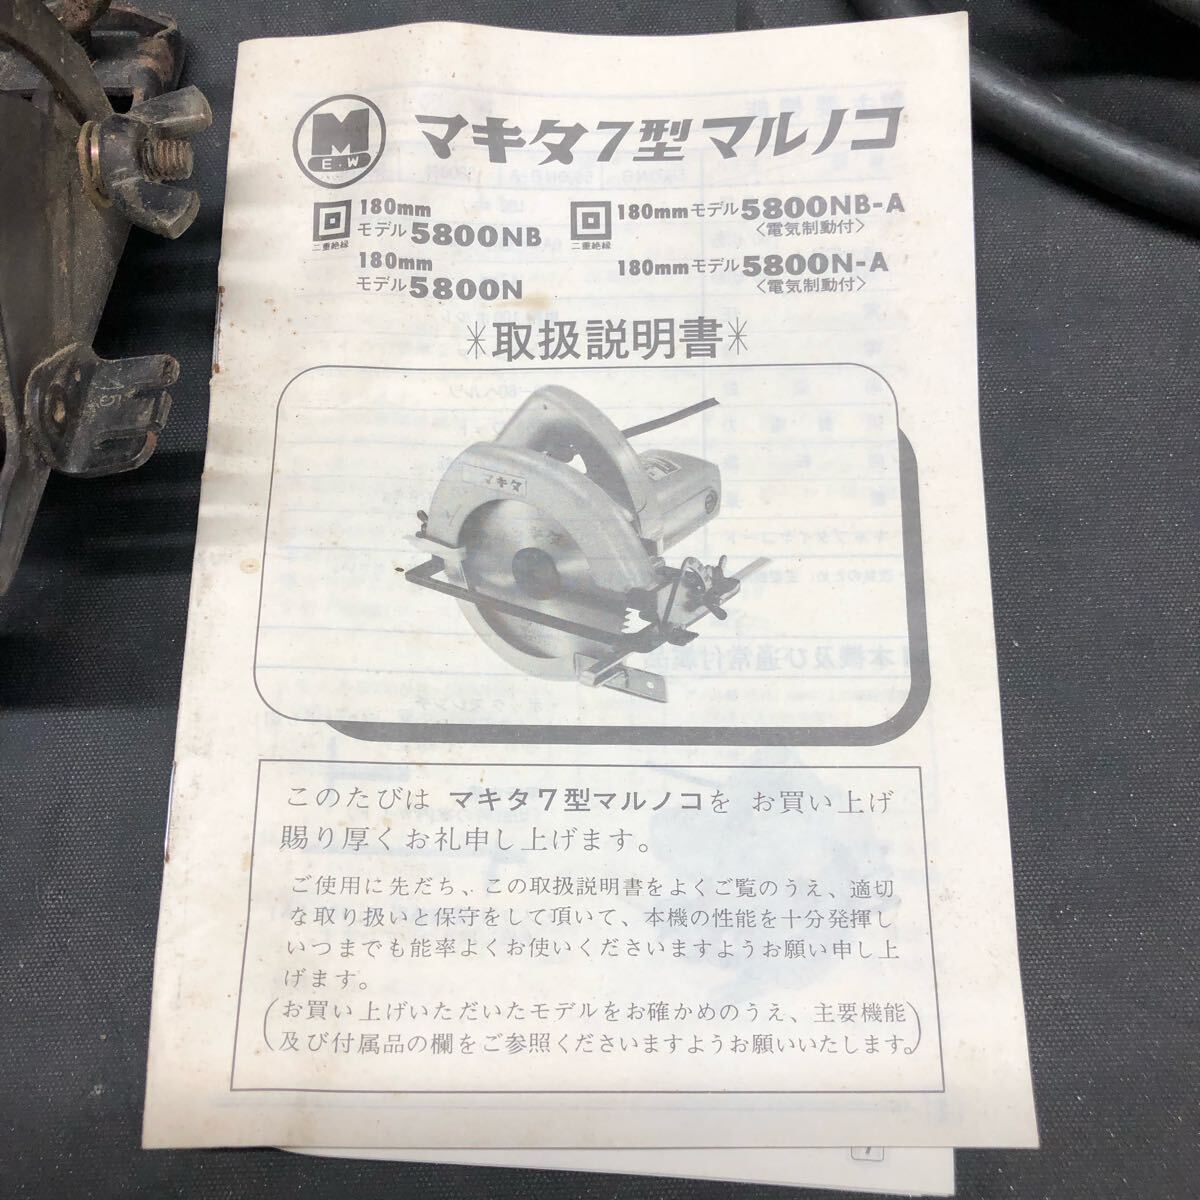 M
E.W
マキタ7型マルノコ
180mm
モデル5800NB
二重絶縁
180mmモデル5800NB-A
〈電気制動付〉
二重絶縁
180mm
モデル5800N
180mmモデル5800N-A
〈電気制動付〉
＊取扱説明書＊
マキタ
このたびは マキタ7型マルノコを お買い上げ
賜り厚くお礼申し上げます。
ご使用に先だち、この取扱説明書をよくご覧のうえ、適切
な取り扱いと保守をして頂いて、本機の性能を十分発揮し
いつまでも能率よくお使いくださいますようお願い申し上
げます。
(お買い上げいただいたモデルをお確かめのうえ、主要機能
及び付属品の欄をご参照くださいますようお願いいたします。)